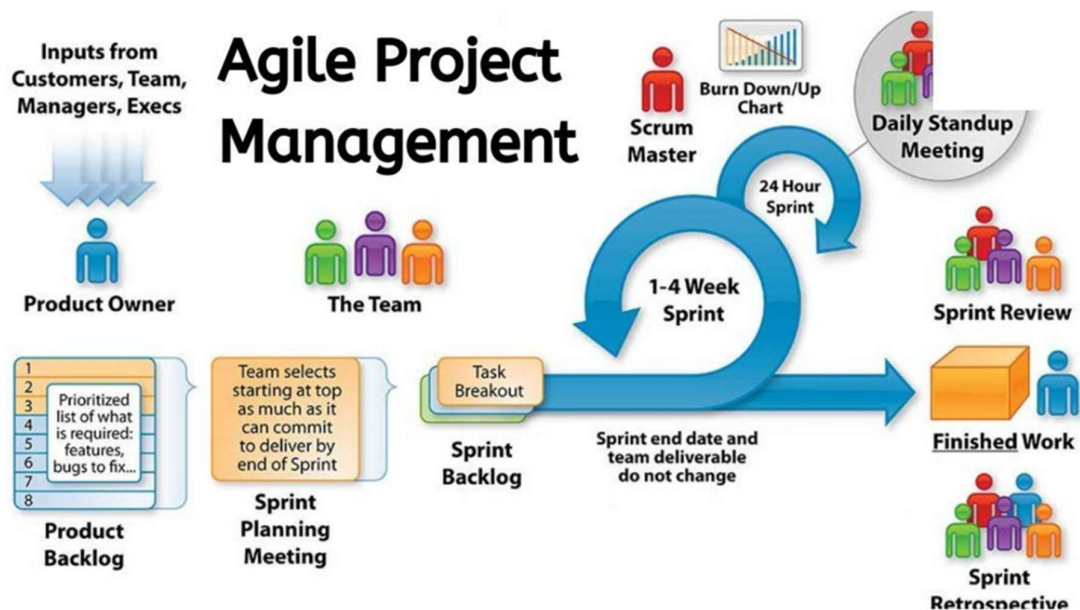 Agile Project
Management
Inputs from
Customers, Team,
Managers, Execs
Product Owner
The Team
Scrum
Master
Burn Down/Up
Chart
Daily Standup
Meeting
24 Hour
Sprint
1-4 Week
Sprint
Sprint Review
1
2
3
4
5
6
7
8
Prioritized
list of what
is required:
features,
bugs to fix...
Product
Backlog
Team selects
starting at top
as much as it
can commit
to deliver by
end of Sprint
Sprint
Planning
Meeting
Task
Breakout
Sprint
Backlog
Sprint end date and
team deliverable
do not change
Finished Work
Sprint
Retrospective